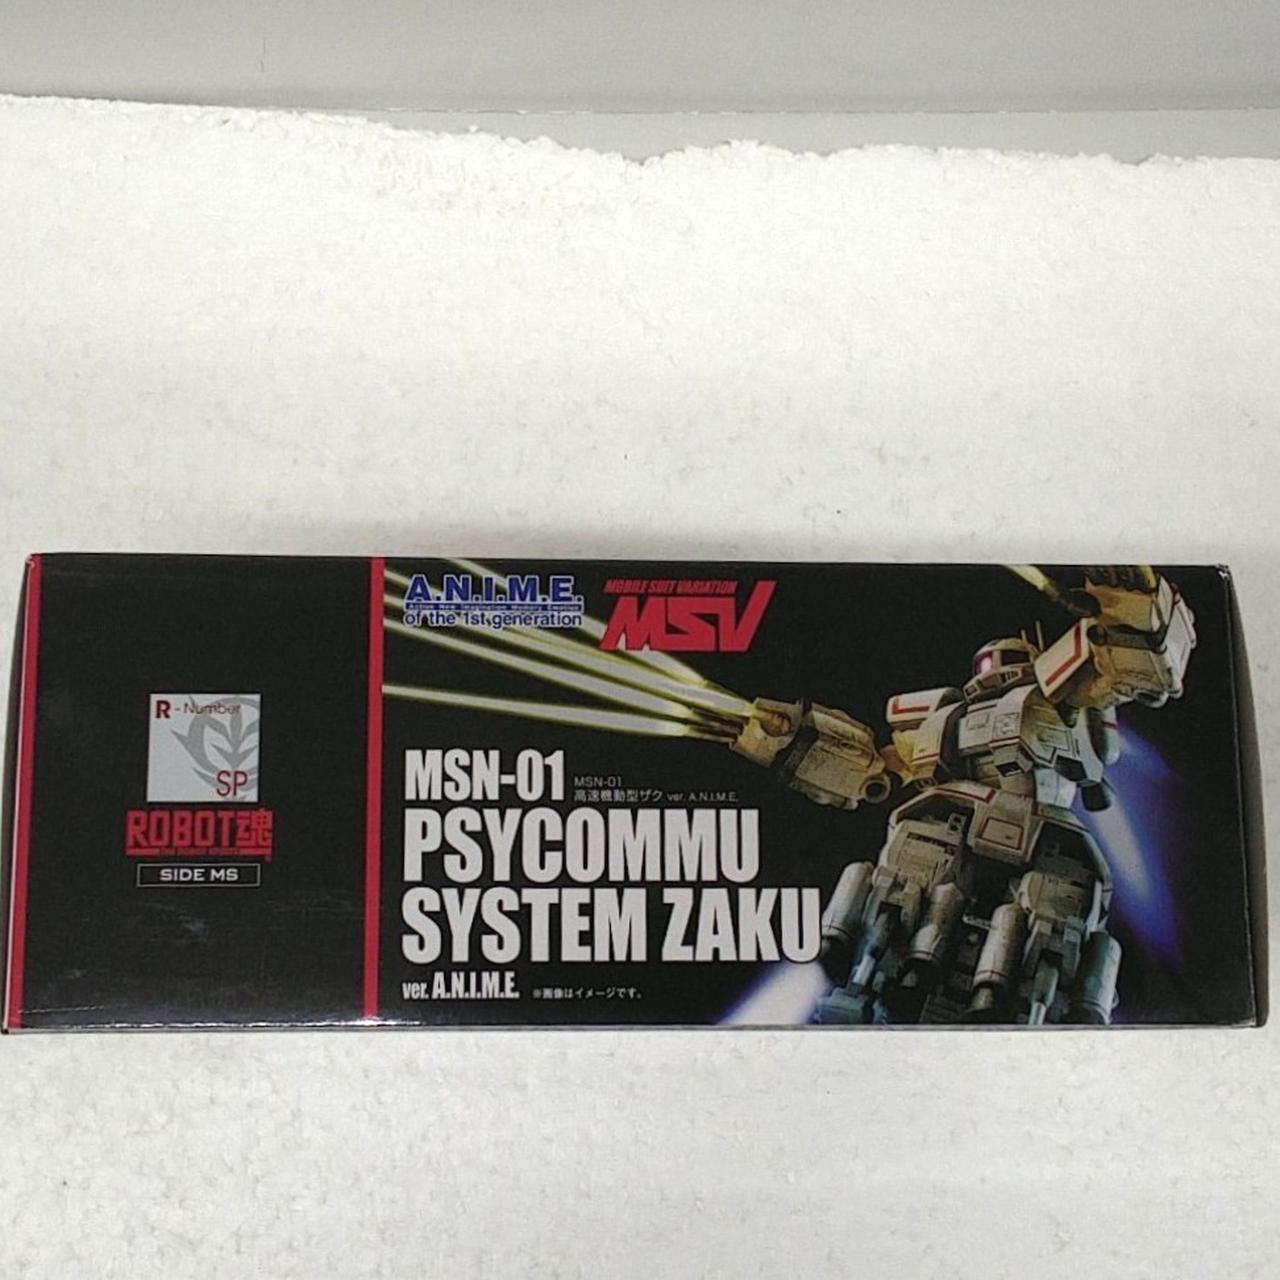 A.N.I.M.E.
Action New Imagination Memory Emotion
of the 1st generation
MOBILE SUIT VARIATION
MSV
R - Number
SP
ROBOT魂
THE ROBOT SPIRITS
SIDE MS
MSN-01
MSN-01
高速機動型ザク ver. A.N.I.M.E.
PSYCOMMU
SYSTEM ZAKU
ver. A.N.I.M.E.
※画像はイメージです。